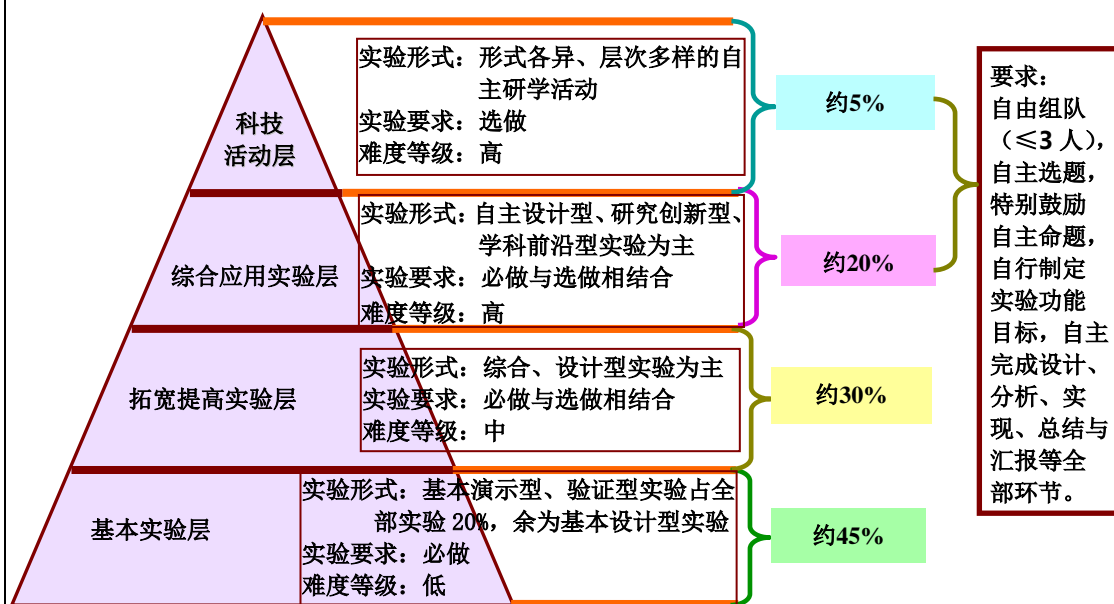 科技
活动层
实验形式：形式各异、层次多样的自
主研学活动
实验要求：选做
难度等级：高
约5%
综合应用实验层
实验形式：自主设计型、研究创新型、
学科前沿型实验为主
实验要求：必做与选做相结合
难度等级：高
约20%
拓宽提高实验层
实验形式：综合、设计型实验为主
实验要求：必做与选做相结合
难度等级：中
约30%
基本实验层
实验形式：基本演示型、验证型实验占全
部实验 20%，余为基本设计型实验
实验要求：必做
难度等级：低
约45%
要求：
自由组队
（≤3 人），
自主选题，
特别鼓励
自主命题，
自行制定
实验功能
目标，自主
完成设计、
分析、实
现、总结与
汇报等全
部环节。